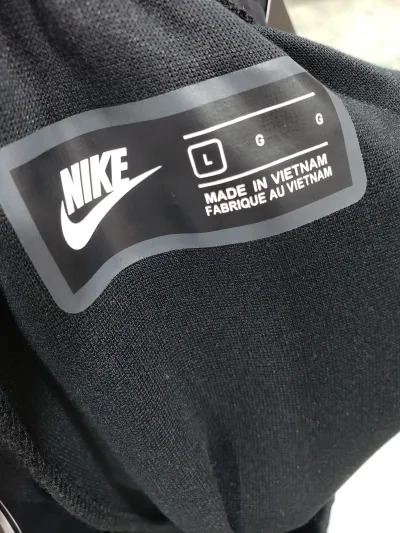 NIKE
L G G
MADE IN VIETNAM
FABRIQUE AU VIETNAM